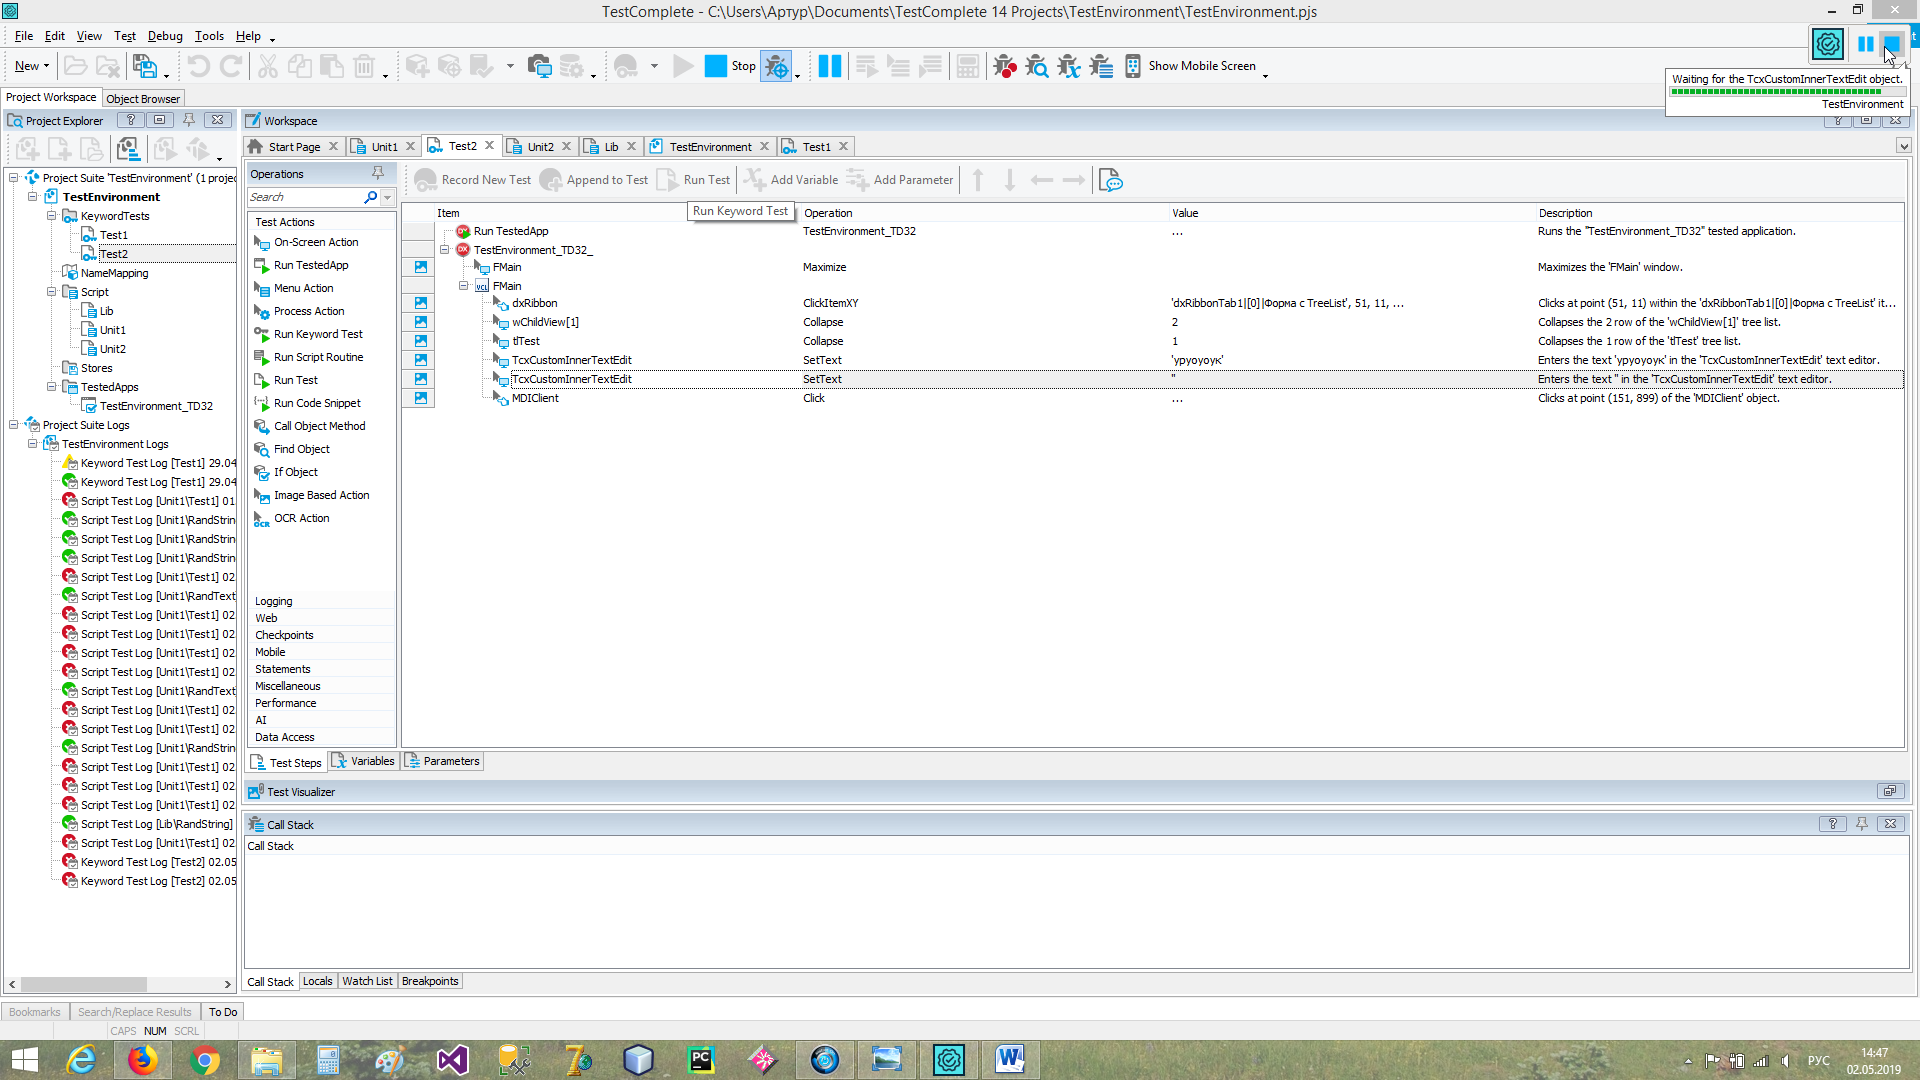 TestComplete - C:\Users\Артур\Documents\TestComplete 14 Projects\TestEnvironment\TestEnvironment.pjs
File Edit View Test Debug Tools Help
New Stop Show Mobile Screen
Waiting for the TcxCustomInnerTextEdit object.
TestEnvironment
Project Workspace Object Browser
Project Explorer
Workspace
Start Page Unit1 Test2 Unit2 Lib TestEnvironment Test1
Project Suite 'TestEnvironment' (1 projec
TestEnvironment
KeywordTests
Test1
Test2
NameMapping
Script
Lib
Unit1
Unit2
Stores
TestedApps
TestEnvironment_TD32
Project Suite Logs
TestEnvironment Logs
Keyword Test Log [Test1] 29.04
Keyword Test Log [Test1] 29.04
Script Test Log [Unit1\Test1] 01
Script Test Log [Unit1\RandStrin
Script Test Log [Unit1\RandStrin
Script Test Log [Unit1\RandStrin
Script Test Log [Unit1\Test1] 02
Script Test Log [Unit1\RandText
Script Test Log [Unit1\Test1] 02
Script Test Log [Unit1\Test1] 02
Script Test Log [Unit1\Test1] 02
Script Test Log [Unit1\Test1] 02
Script Test Log [Unit1\RandText
Script Test Log [Unit1\Test1] 02
Script Test Log [Unit1\Test1] 02
Script Test Log [Unit1\RandStrin
Script Test Log [Unit1\Test1] 02
Script Test Log [Unit1\Test1] 02
Script Test Log [Unit1\Test1] 02
Script Test Log [Lib\RandString]
Script Test Log [Unit1\Test1] 02
Keyword Test Log [Test2] 02.05
Keyword Test Log [Test2] 02.05
Operations
Search
Test Actions
On-Screen Action
Run TestedApp
Menu Action
Process Action
Run Keyword Test
Run Script Routine
Run Test
Run Code Snippet
Call Object Method
Find Object
If Object
Image Based Action
OCR Action
Logging
Web
Checkpoints
Mobile
Statements
Miscellaneous
Performance
AI
Data Access
Record New Test Append to Test Run Test Add Variable Add Parameter
Run Keyword Test
Item Operation Value Description
Run TestedApp TestEnvironment_TD32 ... Runs the "TestEnvironment_TD32" tested application.
TestEnvironment_TD32_
FMain Maximize Maximizes the 'FMain' window.
FMain
dxRibbon ClickItemXY 'dxRibbonTab1|[0]|Форма с TreeList', 51, 11, ... Clicks at point (51, 11) within the 'dxRibbonTab1|[0]|Форма с TreeList' it...
wChildView[1] Collapse 2 Collapses the 2 row of the 'wChildView[1]' tree list.
tlTest Collapse 1 Collapses the 1 row of the 'tlTest' tree list.
TcxCustomInnerTextEdit SetText 'уруоуоук' Enters the text 'уруоуоук' in the 'TcxCustomInnerTextEdit' text editor.
TcxCustomInnerTextEdit SetText '' Enters the text '' in the 'TcxCustomInnerTextEdit' text editor.
MDIClient Click ... Clicks at point (151, 899) of the 'MDIClient' object.
Test Steps Variables Parameters
Test Visualizer
Call Stack
Call Stack
Call Stack Locals Watch List Breakpoints
Bookmarks Search/Replace Results To Do
CAPS NUM SCRL
РУС 14:47
02.05.2019